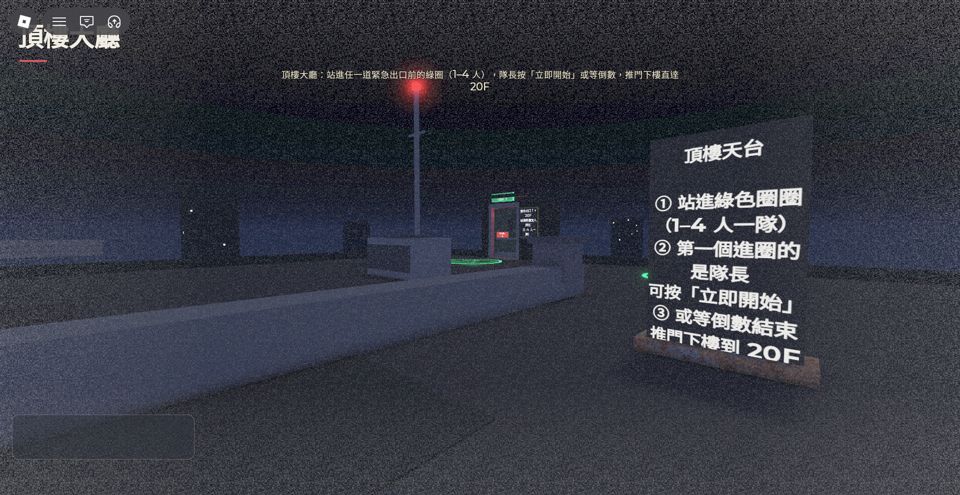 頂樓大廳
頂樓大廳：站進任一道緊急出口前的綠圈（1–4 人），隊長按「立即開始」或等倒數，推門下樓直達
20F
頂樓天台
① 站進綠色圈圈
（1–4 人一隊）
② 第一個進圈的
是隊長
可按「立即開始」
③ 或等倒數結束
推門下樓到 20F